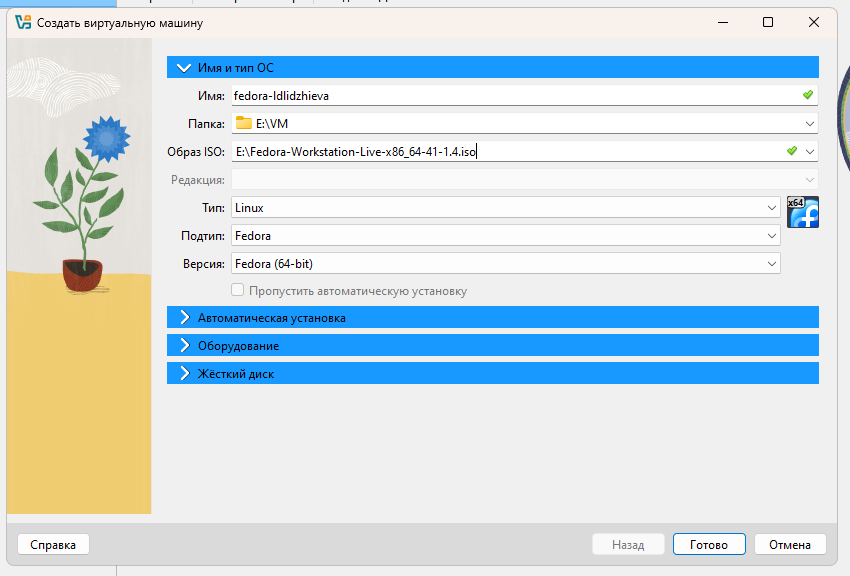 Создать виртуальную машину
Имя и тип ОС
Имя: fedora-ldlidzhieva
Папка: E:\VM
Образ ISO: E:\Fedora-Workstation-Live-x86_64-41-1.4.iso
Редакция:
Тип: Linux
x64
Подтип: Fedora
Версия: Fedora (64-bit)
Пропустить автоматическую установку
Автоматическая установка
Оборудование
Жёсткий диск
Справка Назад Готово Отмена